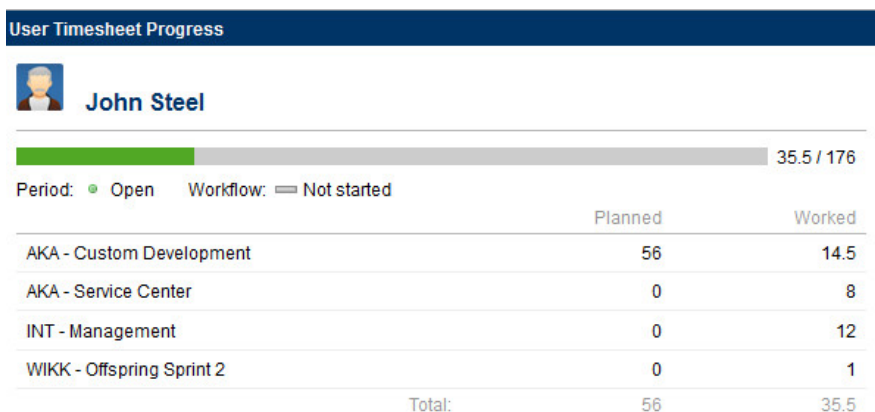 User Timesheet Progress
John Steel
35.5 / 176
Period: Open Workflow: Not started
Planned Worked
AKA - Custom Development 56 14.5
AKA - Service Center 0 8
INT - Management 0 12
WIKK - Offspring Sprint 2 0 1
Total: 56 35.5